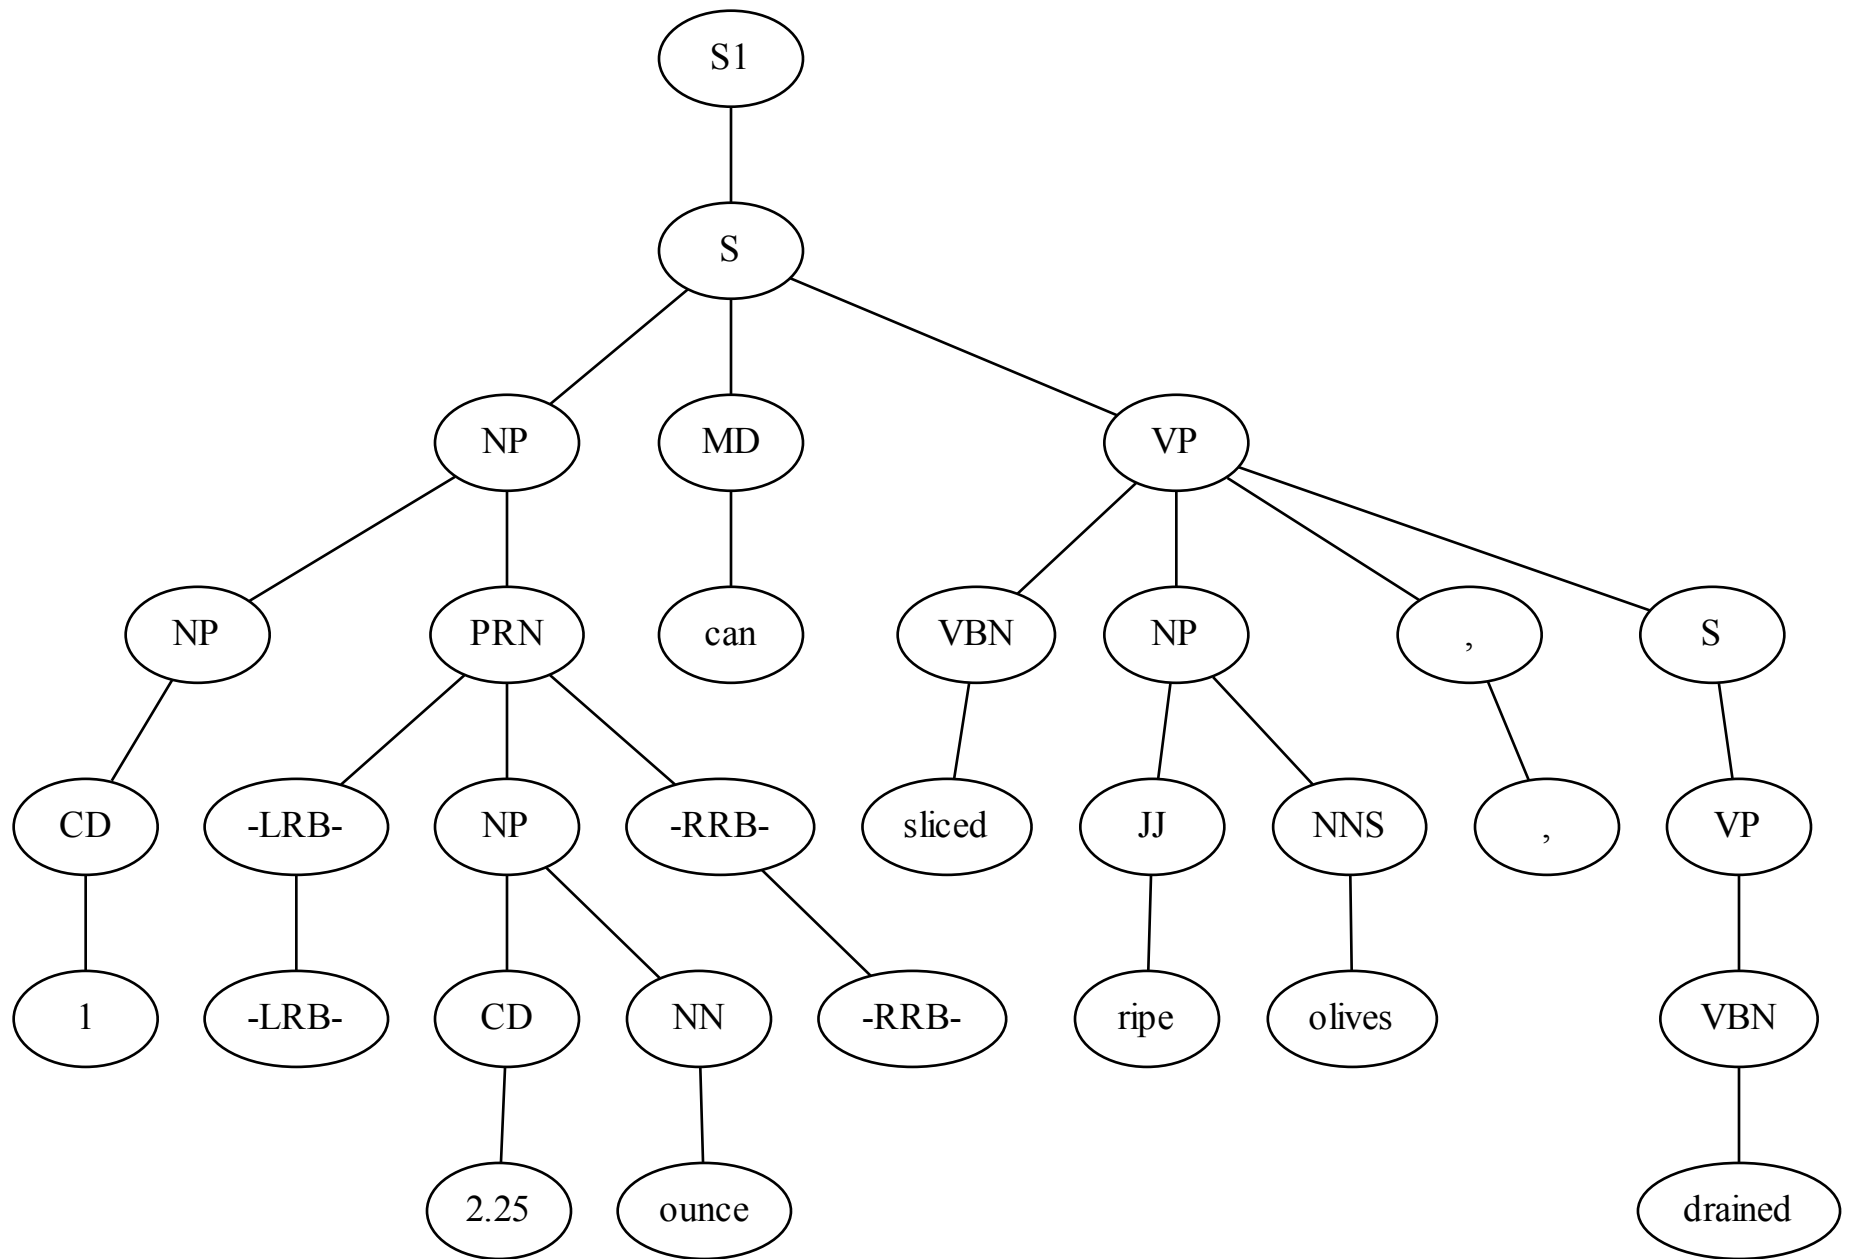 S1
S
NP MD VP
NP PRN can VBN NP , S
CD -LRB- NP -RRB- sliced JJ NNS , VP
1 -LRB- CD NN -RRB- ripe olives VBN
2.25 ounce drained